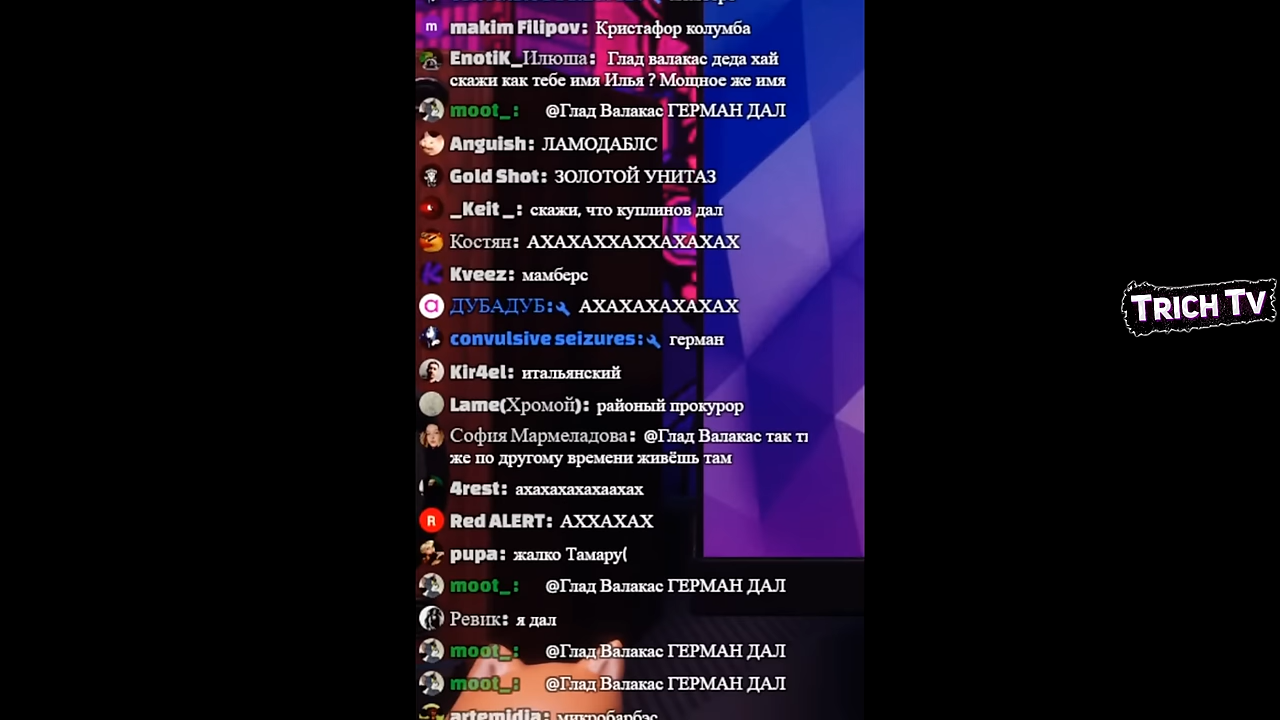 makim Filipov: Кристафор колумба
EnotiK_Илюша: Глад валакас деда хай
скажи как тебе имя Илья ? Мощное же имя
moot_: @Глад Валакас ГЕРМАН ДАЛ
Anguish: ЛАМОДАБЛС
Gold Shot: ЗОЛОТОЙ УНИТАЗ
_Keit_: скажи, что куплинов дал
Костян: АХАХАХХАХХАХАХАХ
Kveez: мамберс
ДУБАДУБ: АХАХАХАХАХАХ
convulsive seizures: герман
Kir4el: итальянский
Lame(Хромой): районый прокурор
София Мармеладова: @Глад Валакас так
же по другому времени живёшь там
4rest: ахахахахахаахах
R Red ALERT: АХХАХАХ
pupa: жалко Тамару(
moot_: @Глад Валакас ГЕРМАН ДАЛ
Ревик: я дал
moot_: @Глад Валакас ГЕРМАН ДАЛ
moot_: @Глад Валакас ГЕРМАН ДАЛ
artemidia: микробарбэс
TRICH TV